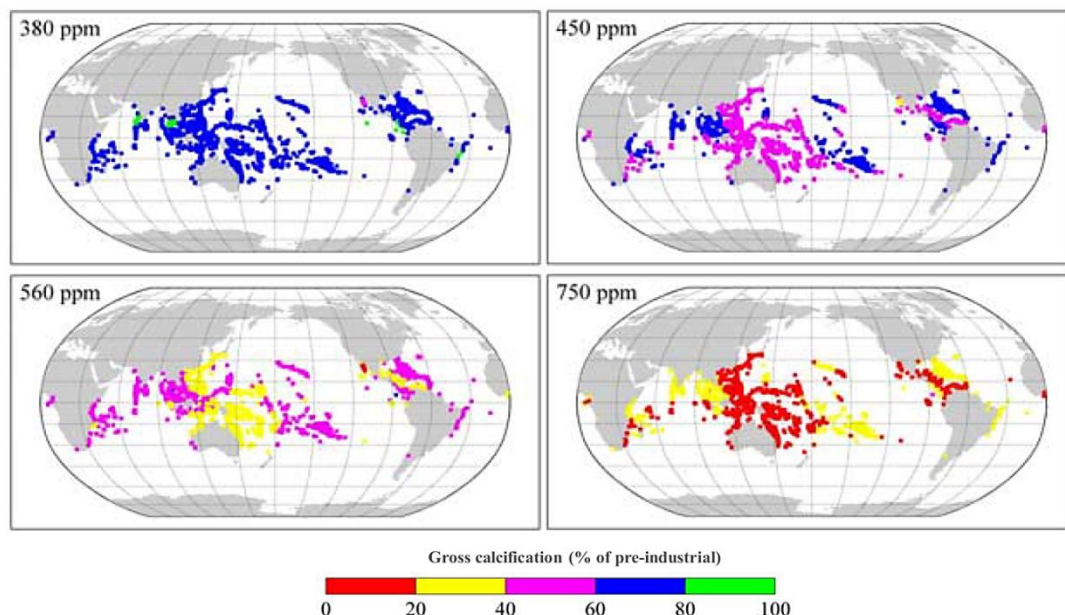 380 ppm
450 ppm
560 ppm
750 ppm
Gross calcification (% of pre-industrial)
0 20 40 60 80 100